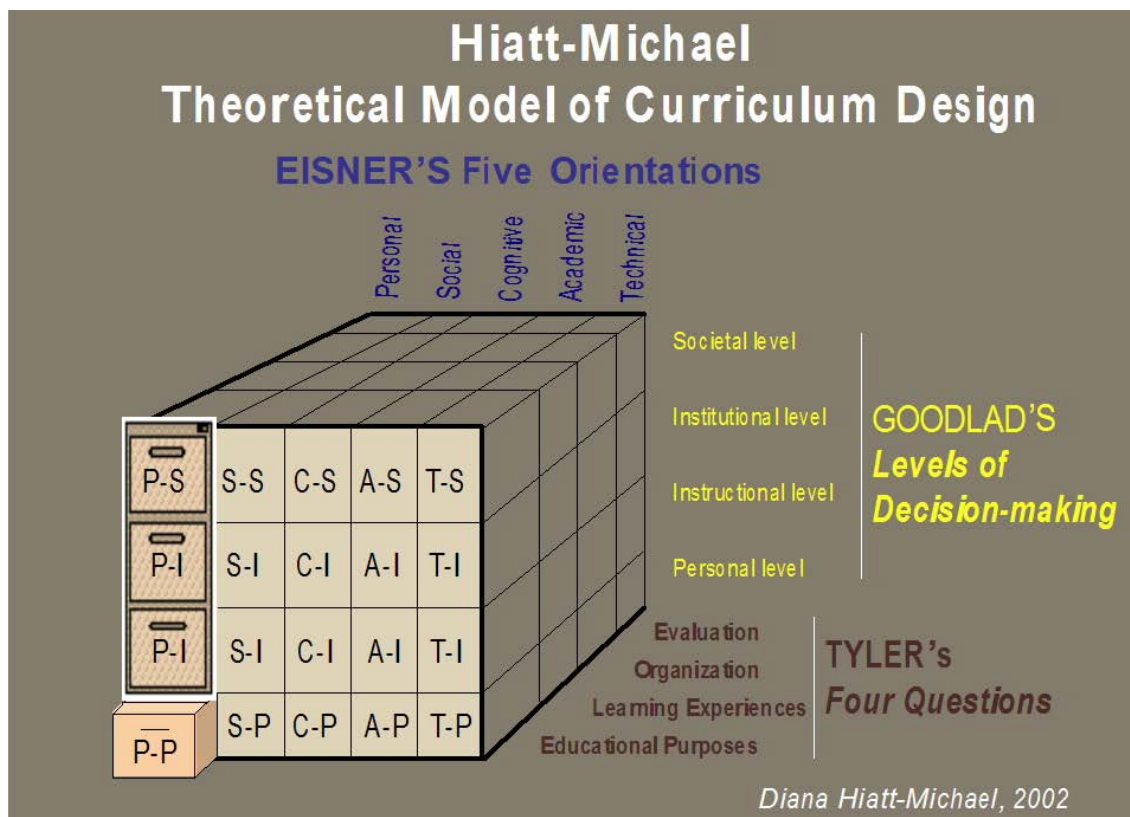 Hiatt-Michael
Theoretical Model of Curriculum Design
EISNER'S Five Orientations
Personal
Social
Cognitive
Academic
Technical
Societal level
Institutional level
Instructional level
Personal level
GOODLAD'S
Levels of
Decision-making
P-S S-S C-S A-S T-S
P-I S-I C-I A-I T-I
P-I S-I C-I A-I T-I
P-P S-P C-P A-P T-P
Evaluation
Organization
Learning Experiences
Educational Purposes
TYLER's
Four Questions
Diana Hiatt-Michael, 2002